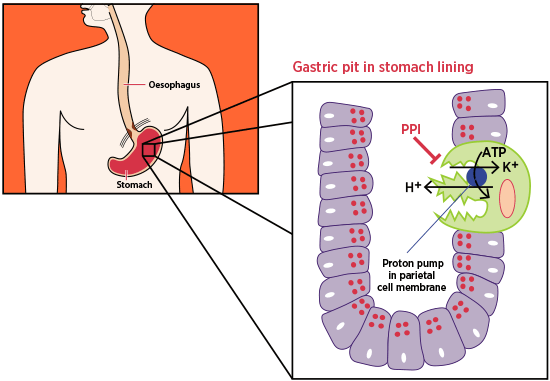 Oesophagus
Stomach
Gastric pit in stomach lining
PPI
ATP
K+
H+
Proton pump
in parietal
cell membrane